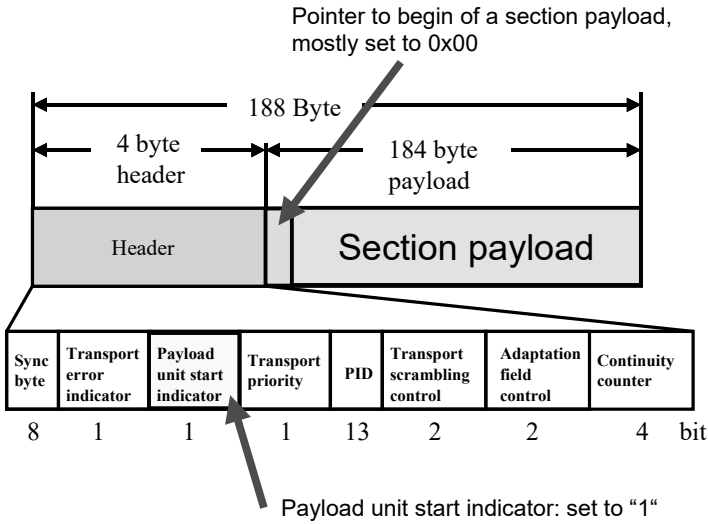 Pointer to begin of a section payload,
mostly set to 0x00
188 Byte
4 byte
header
184 byte
payload
Header
Section payload
Sync
byte
Transport
error
indicator
Payload
unit start
indicator
Transport
priority
PID
Transport
scrambling
control
Adaptation
field
control
Continuity
counter
8 1 1 1 13 2 2 4 bit
Payload unit start indicator: set to “1“